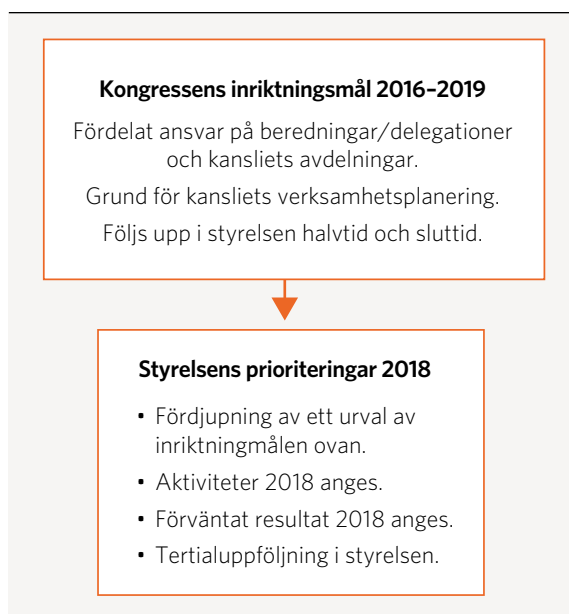 Kongressens inriktningsmål 2016–2019
Fördelat ansvar på beredningar/delegationer
och kansliets avdelningar.
Grund för kansliets verksamhetsplanering.
Följs upp i styrelsen halvtid och sluttid.
Styrelsens prioriteringar 2018
• Fördjupning av ett urval av
inriktningmålen ovan.
• Aktiviteter 2018 anges.
• Förväntat resultat 2018 anges.
• Tertialuppföljning i styrelsen.